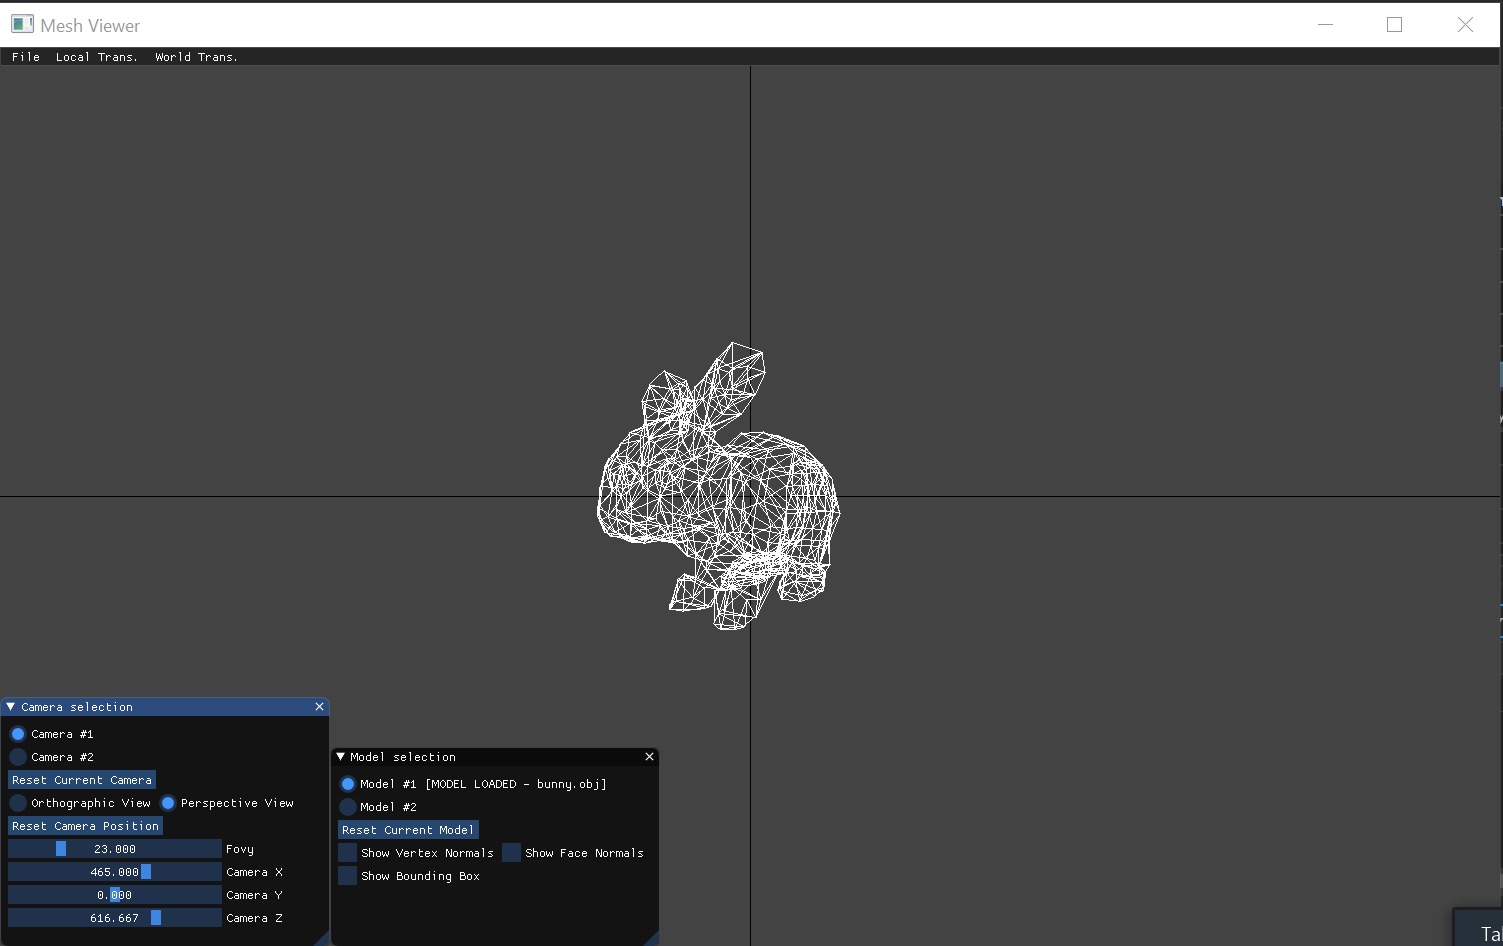 Mesh Viewer
File Local Trans. World Trans.
Camera selection
Camera #1
Camera #2
Reset Current Camera
Orthographic View Perspective View
Reset Camera Position
23.000 Fovy
465.000 Camera X
0.000 Camera Y
616.667 Camera Z
Model selection
Model #1 [MODEL LOADED - bunny.obj]
Model #2
Reset Current Model
Show Vertex Normals Show Face Normals
Show Bounding Box